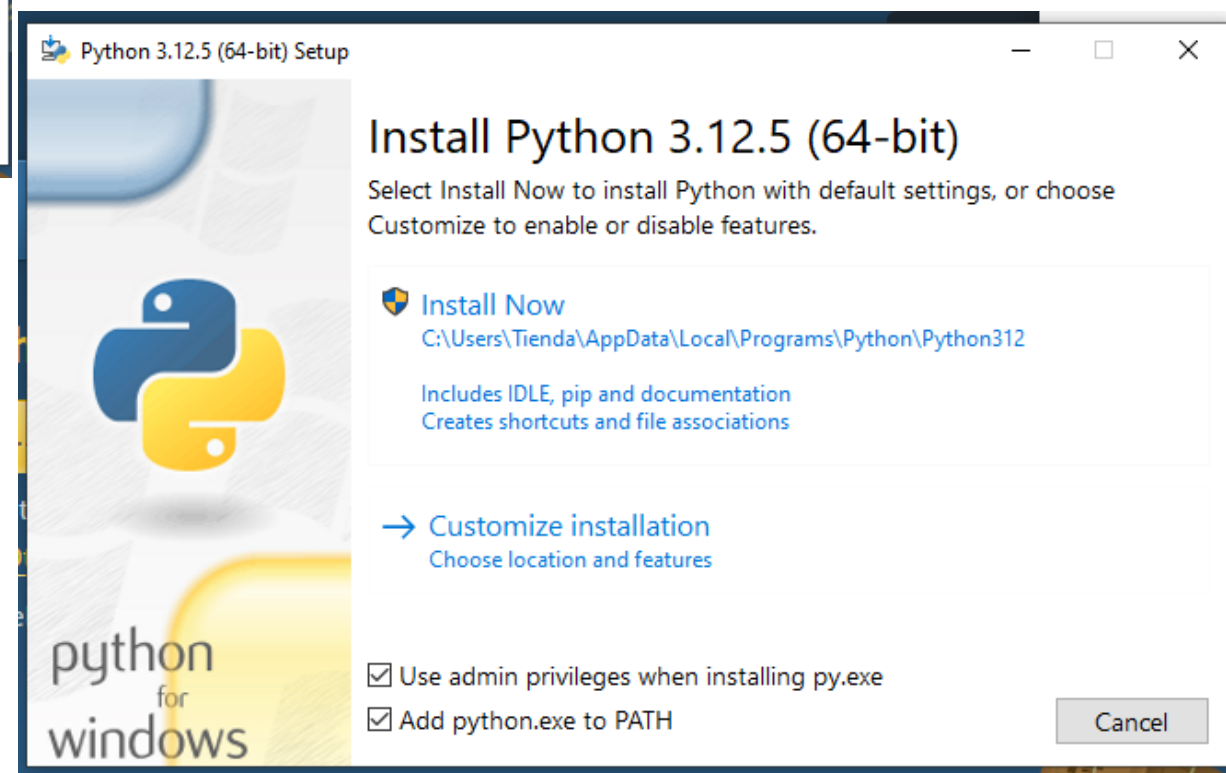 Python 3.12.5 (64-bit) Setup
Install Python 3.12.5 (64-bit)
Select Install Now to install Python with default settings, or choose
Customize to enable or disable features.
Install Now
C:\Users\Tienda\AppData\Local\Programs\Python\Python312
Includes IDLE, pip and documentation
Creates shortcuts and file associations
Customize installation
Choose location and features
python
for
windows
Use admin privileges when installing py.exe
Add python.exe to PATH
Cancel